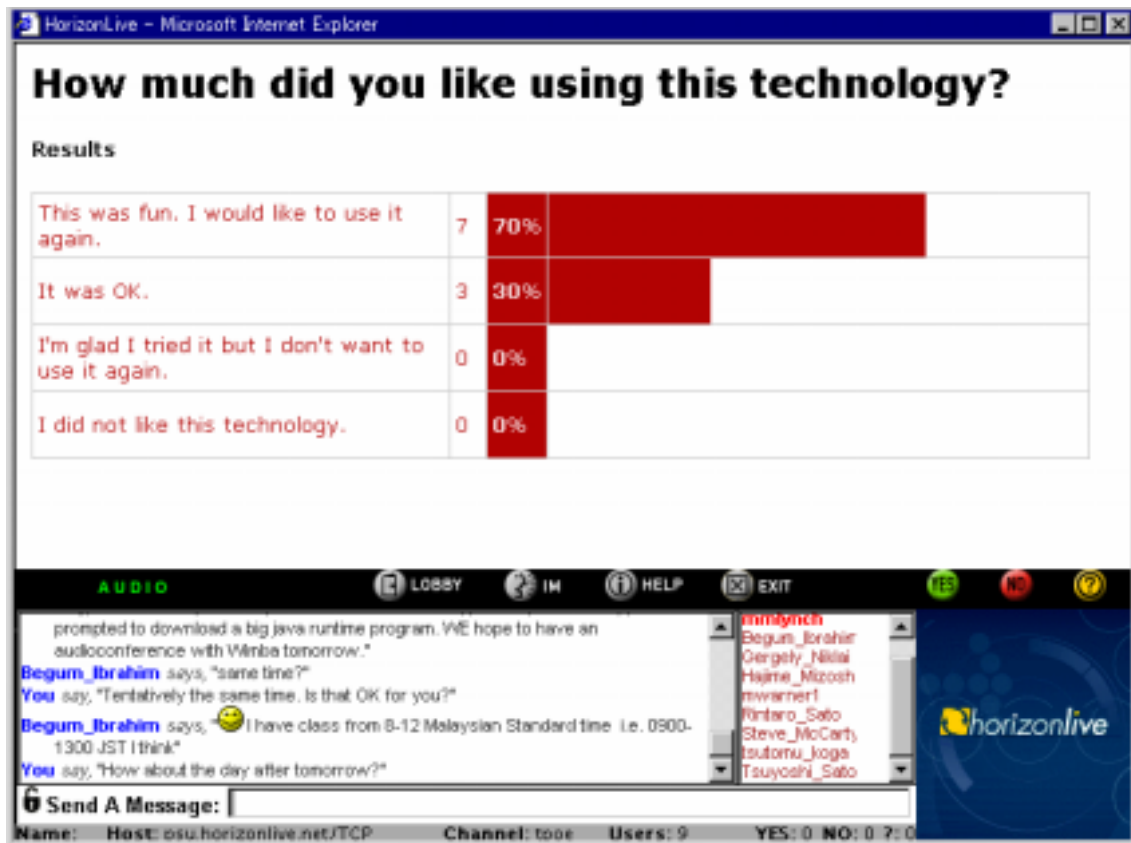 HorizonLive - Microsoft Internet Explorer
How much did you like using this technology?
Results
This was fun. I would like to use it
again.
7
70%
It was OK.
3
30%
I'm glad I tried it but I don't want to
use it again.
0
0%
I did not like this technology.
0
0%
AUDIO
LOBBY
IM
HELP
EXIT
YES
NO
?
prompted to download a big java runtime program. WE hope to have an
audioconference with Wimba tomorrow."
Begum_Ibrahim says, "same time?"
You say, "Tentatively the same time. Is that OK for you?"
Begum_Ibrahim says, "I have class from 8-12 Malaysian Standard time i.e. 0900-
1300 JST I think"
You say, "How about the day after tomorrow?"
mmlynch
Begum_Ibrahim
Gergely_Niklai
Hajime_Mizosh
mwarner1
Rintaro_Sato
Steve_McCarty
tsutomu_koga
Tsuyoshi_Sato
horizonlive
Send A Message:
Name: Host: psu.horizonlive.net/TCP Channel: Users: 9 YES: 0 NO: 0 ?: 0